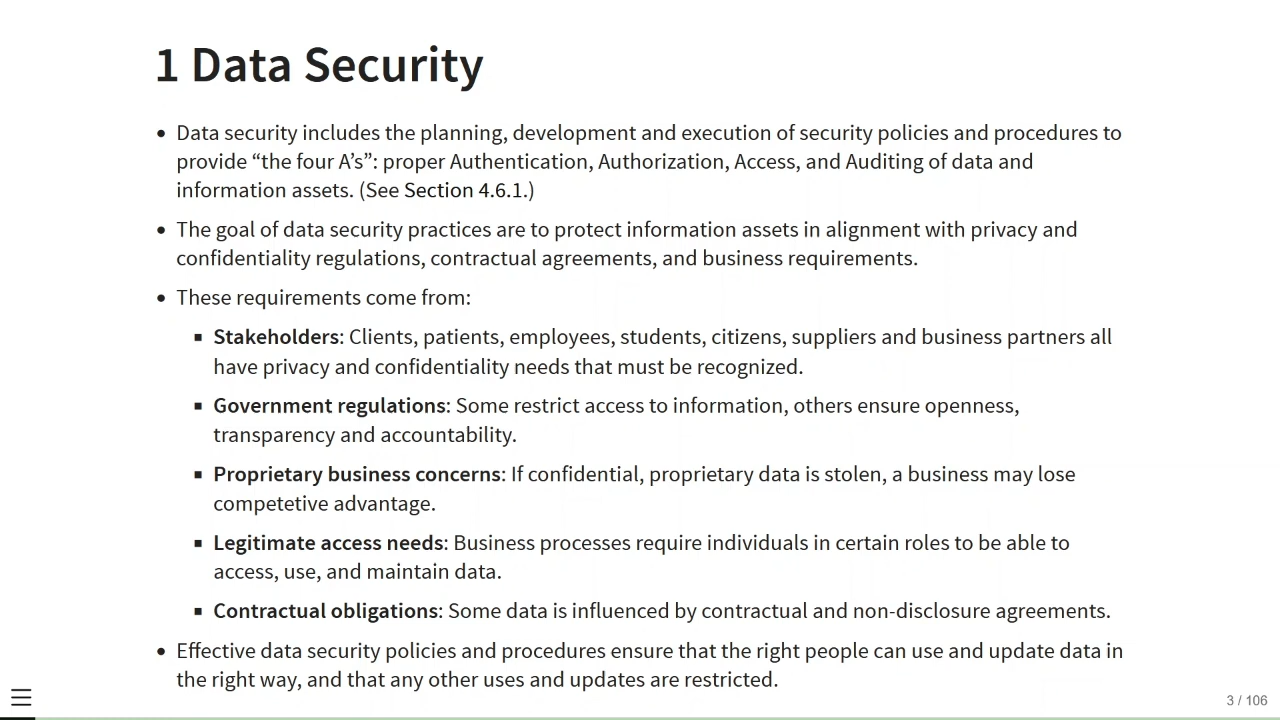 1 Data Security
• Data security includes the planning, development and execution of security policies and procedures to
provide “the four A’s”: proper Authentication, Authorization, Access, and Auditing of data and
information assets. (See Section 4.6.1.)
• The goal of data security practices are to protect information assets in alignment with privacy and
confidentiality regulations, contractual agreements, and business requirements.
• These requirements come from:
▪ Stakeholders: Clients, patients, employees, students, citizens, suppliers and business partners all
have privacy and confidentiality needs that must be recognized.
▪ Government regulations: Some restrict access to information, others ensure openness,
transparency and accountability.
▪ Proprietary business concerns: If confidential, proprietary data is stolen, a business may lose
competetive advantage.
▪ Legitimate access needs: Business processes require individuals in certain roles to be able to
access, use, and maintain data.
▪ Contractual obligations: Some data is influenced by contractual and non-disclosure agreements.
• Effective data security policies and procedures ensure that the right people can use and update data in
the right way, and that any other uses and updates are restricted.
3 / 106